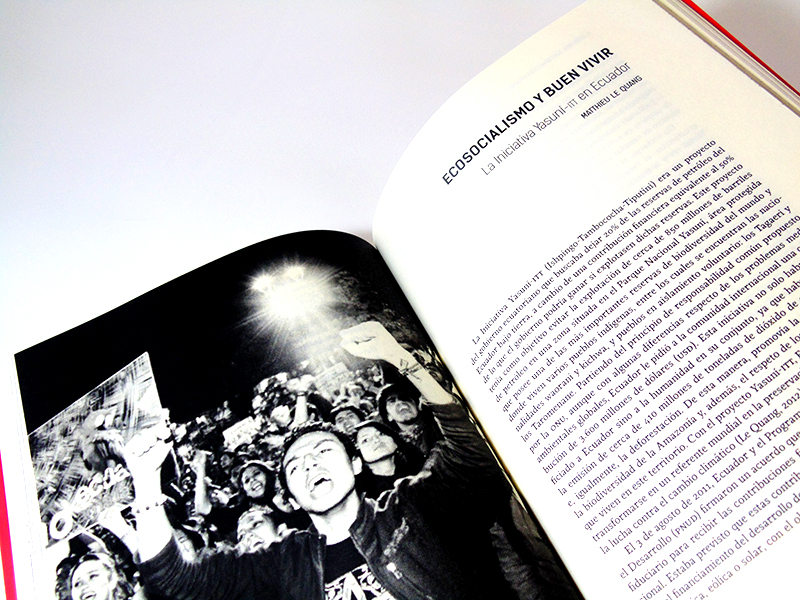 ECOSOCIALISMO Y BUEN VIVIR
La Iniciativa Yasuní-ITT en Ecuador
MATTHIEU LE QUANG
La Iniciativa Yasuní-ITT (Ishpingo-Tambococha-Tiputini) era un proyecto
del gobierno ecuatoriano que buscaba dejar 20% de las reservas de petróleo del
Ecuador bajo tierra, a cambio de una contribución financiera equivalente al 50%
de lo que el gobierno podría ganar si explotasen dichas reservas. Este proyecto
tenía como objetivo evitar la explotación de cerca de 850 millones de barriles
de petróleo en una zona situada en el Parque Nacional Yasuní, área protegida
que posee una de las más importantes reservas de biodiversidad del mundo y
donde viven varios pueblos indígenas, entre los cuales se encuentran las nacio-
nalidades waorani y kichwa, y pueblos en aislamiento voluntario: los Tagaeri y
los Taromenane. Partiendo del principio de responsabilidad común propuesto
por la ONU, aunque con algunas diferencias respecto de los problemas
ambientales globales, Ecuador le pidió a la comunidad internacional una
bución de 3.600 millones de dólares (USD). Esta iniciativa no solo
ficiado a Ecuador sino a la humanidad en su conjunto, ya que
la emisión de cerca de 410 millones de toneladas de dióxido de
e, igualmente, la deforestación. De esta manera, promovía la
la biodiversidad de la Amazonía y además, el respeto de los
que viven en este territorio. Con el proyecto Yasuní-ITT,
transformarse en un referente mundial en la
la lucha contra el cambio climático (Le Quang, 2012
El 3 de agosto de 2011, Ecuador y el
el Desarrollo (PNUD) firmaron un acuerdo que
fiduciario para recibir las contribuciones
Estaba previsto que estas
el financiamiento del desarrollo
eólica o solar, con el